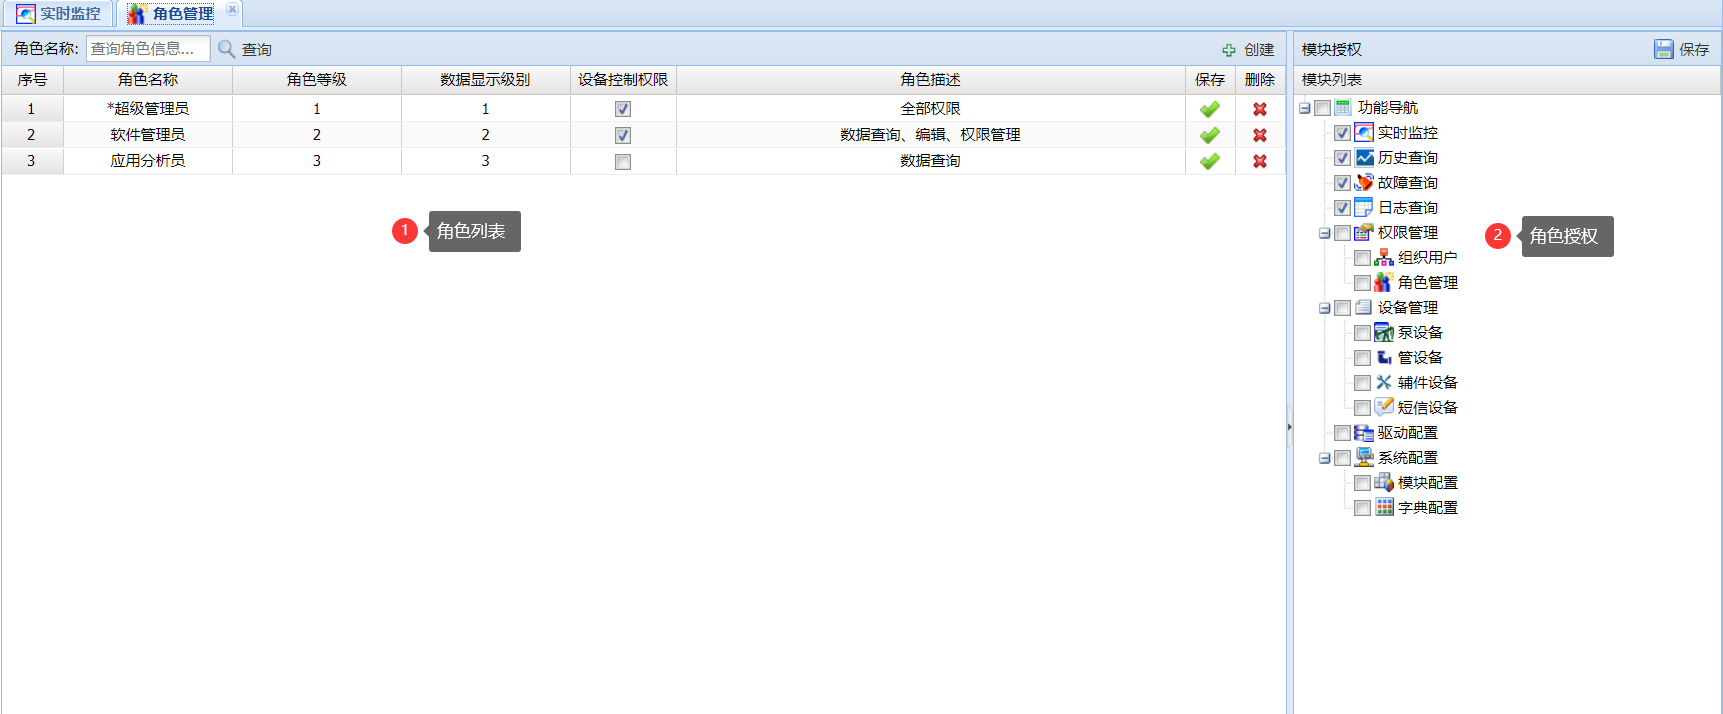 实时监控 角色管理
角色名称: 查询角色信息... 查询 创建
序号 角色名称 角色等级 数据显示级别 设备控制权限 角色描述 保存 删除
1 *超级管理员 1 1 全部权限
2 软件管理员 2 2 数据查询、编辑、权限管理
3 应用分析员 3 3 数据查询
1 角色列表
模块授权 保存
模块列表
功能导航
实时监控
历史查询
故障查询
日志查询
权限管理
2 角色授权
组织用户
角色管理
设备管理
泵设备
管设备
辅件设备
短信设备
驱动配置
系统配置
模块配置
字典配置